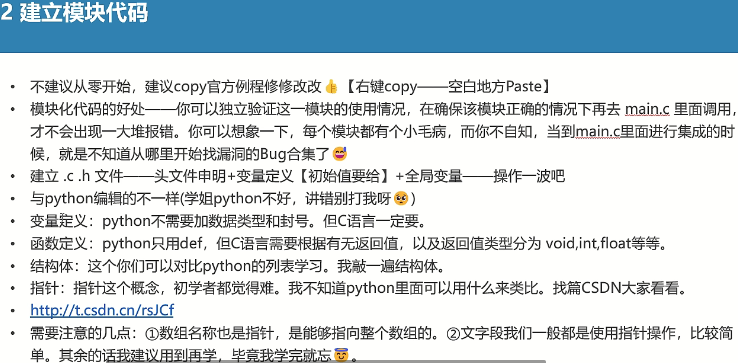 2 建立模块代码
• 不建议从零开始，建议copy官方例程修修改改👍【右键copy——空白地方Paste】
• 模块化代码的好处——你可以独立验证这一模块的使用情况，在确保该模块正确的情况下再去 main.c 里面调用，
才不会出现一大堆报错。你可以想象一下，每个模块都有个小毛病，而你不自知，当到main.c里面进行集成的时
候，就是不知道从哪里开始找漏洞的Bug合集了😅
• 建立 .c .h 文件——头文件申明+变量定义【初始值要给】+全局变量——操作一波吧
• 与python编辑的不一样(学姐python不好，讲错别打我呀🥺)
• 变量定义：python不需要加数据类型和封号。但C语言一定要。
• 函数定义：python只用def，但C语言需要根据有无返回值，以及返回值类型分为 void,int,float等等。
• 结构体：这个你们可以对比python的列表学习。我敲一遍结构体。
• 指针：指针这个概念，初学者都觉得难。我不知道python里面可以用什么来类比。找篇CSDN大家看看。
• http://t.csdn.cn/rsJCf
• 需要注意的几点：①数组名称也是指针，是能够指向整个数组的。②文字段我们一般都是使用指针操作，比较简
单。其余的话我建议用到再学，毕竟我学完就忘😇。